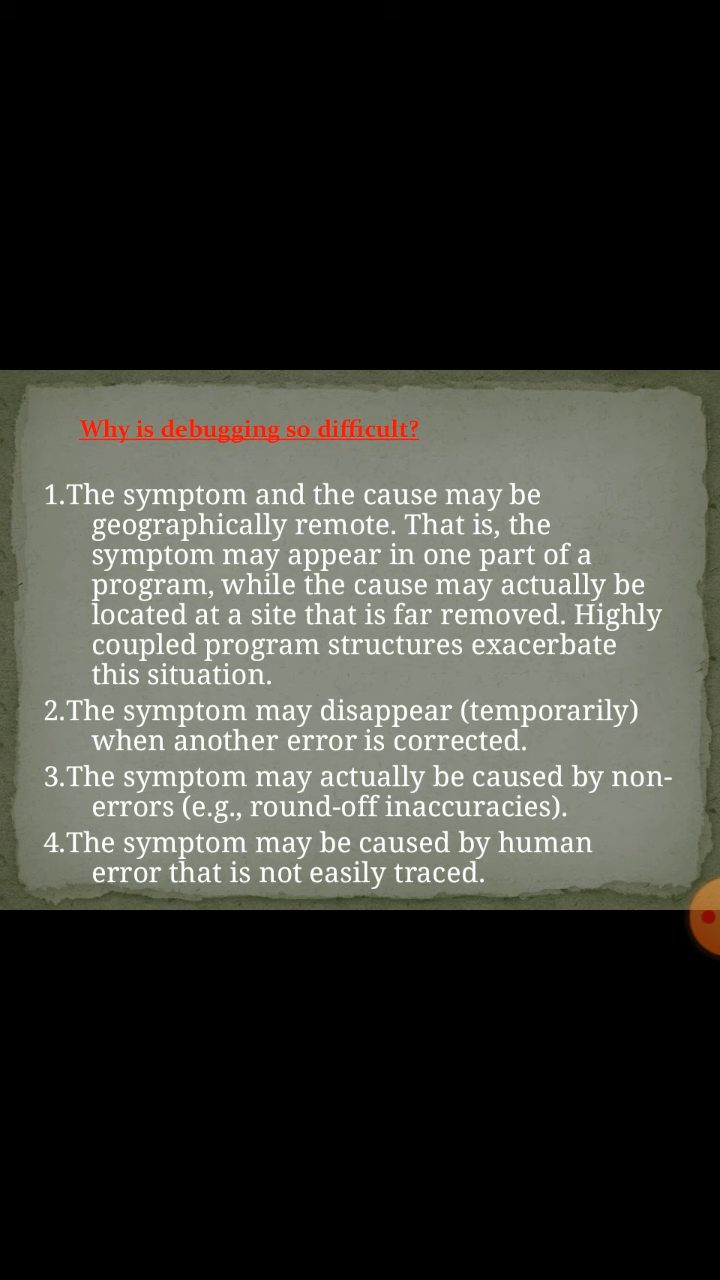 Why is debugging so difficult?
1.The symptom and the cause may be
geographically remote. That is, the
symptom may appear in one part of a
program, while the cause may actually be
located at a site that is far removed. Highly
coupled program structures exacerbate
this situation.
2.The symptom may disappear (temporarily)
when another error is corrected.
3.The symptom may actually be caused by non-
errors (e.g., round-off inaccuracies).
4.The symptom may be caused by human
error that is not easily traced.